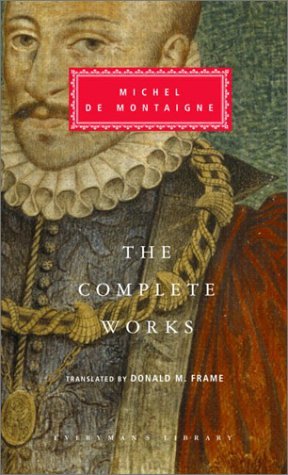 MICHEL
DE MONTAIGNE
THE
COMPLETE
WORKS
TRANSLATED BY DONALD M. FRAME
EVERYMAN'S LIBRARY